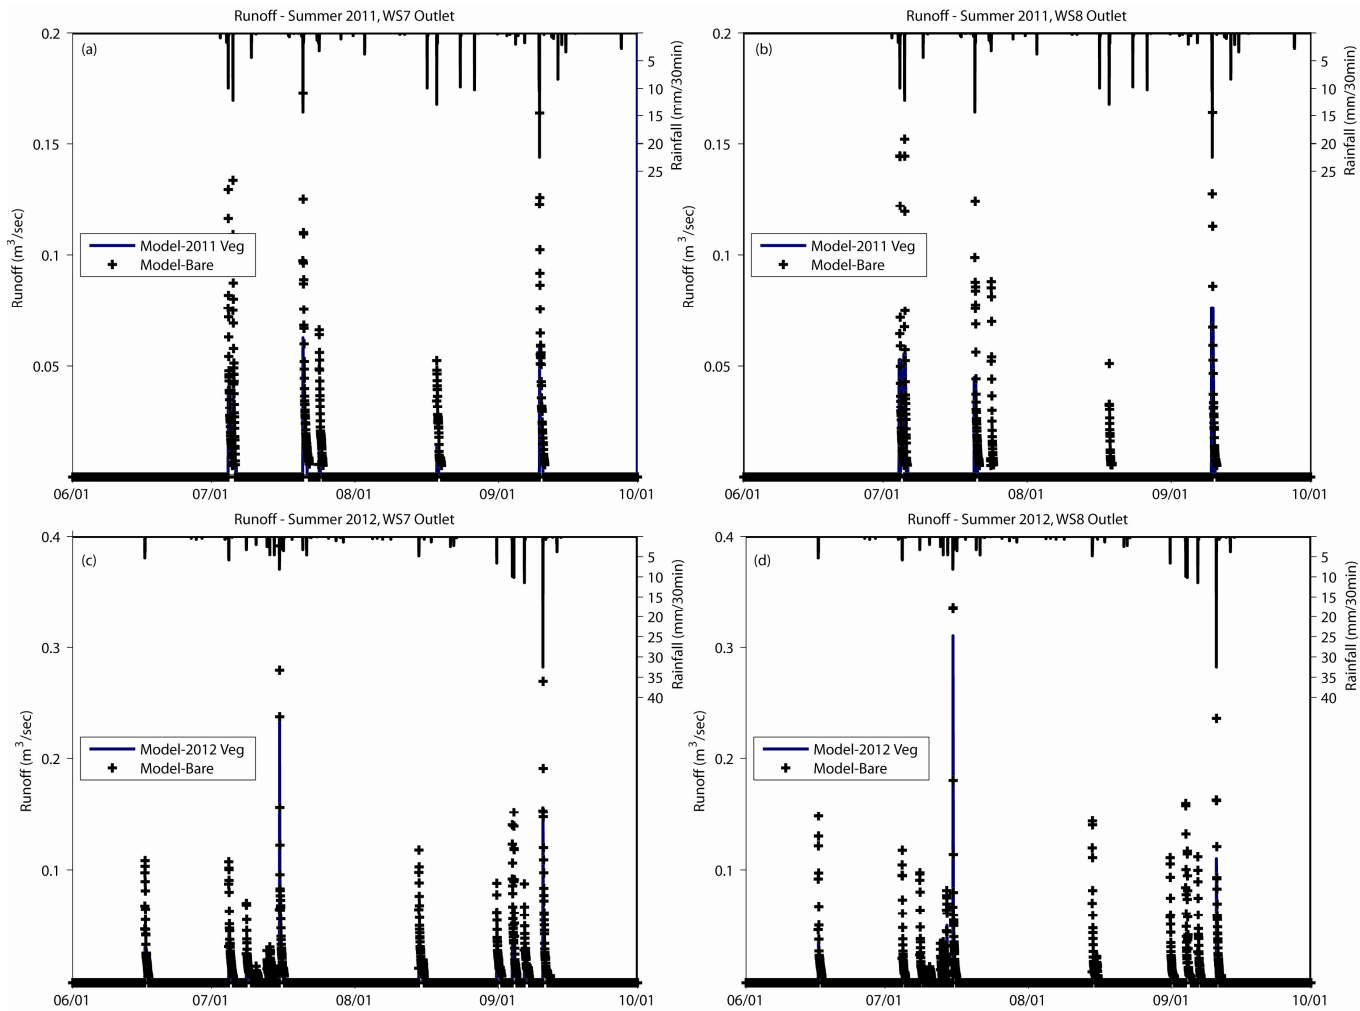 Runoff - Summer 2011, WS7 Outlet
(a)
0.2
0.15
0.1
0.05
Runoff (m³/sec)
5
10
15
20
25
Rainfall (mm/30min)
Model-2011 Veg
Model-Bare
06/01 07/01 08/01 09/01 10/01
Runoff - Summer 2011, WS8 Outlet
(b)
0.2
0.15
0.1
0.05
Runoff (m³/sec)
5
10
15
20
25
Rainfall (mm/30min)
Model-2011 Veg
Model-Bare
06/01 07/01 08/01 09/01 10/01
Runoff - Summer 2012, WS7 Outlet
(c)
0.4
0.3
0.2
0.1
Runoff (m³/sec)
5
10
15
20
25
30
35
40
Rainfall (mm/30min)
Model-2012 Veg
Model-Bare
06/01 07/01 08/01 09/01 10/01
Runoff - Summer 2012, WS8 Outlet
(d)
0.4
0.3
0.2
0.1
Runoff (m³/sec)
5
10
15
20
25
30
35
40
Rainfall (mm/30min)
Model-2012 Veg
Model-Bare
06/01 07/01 08/01 09/01 10/01